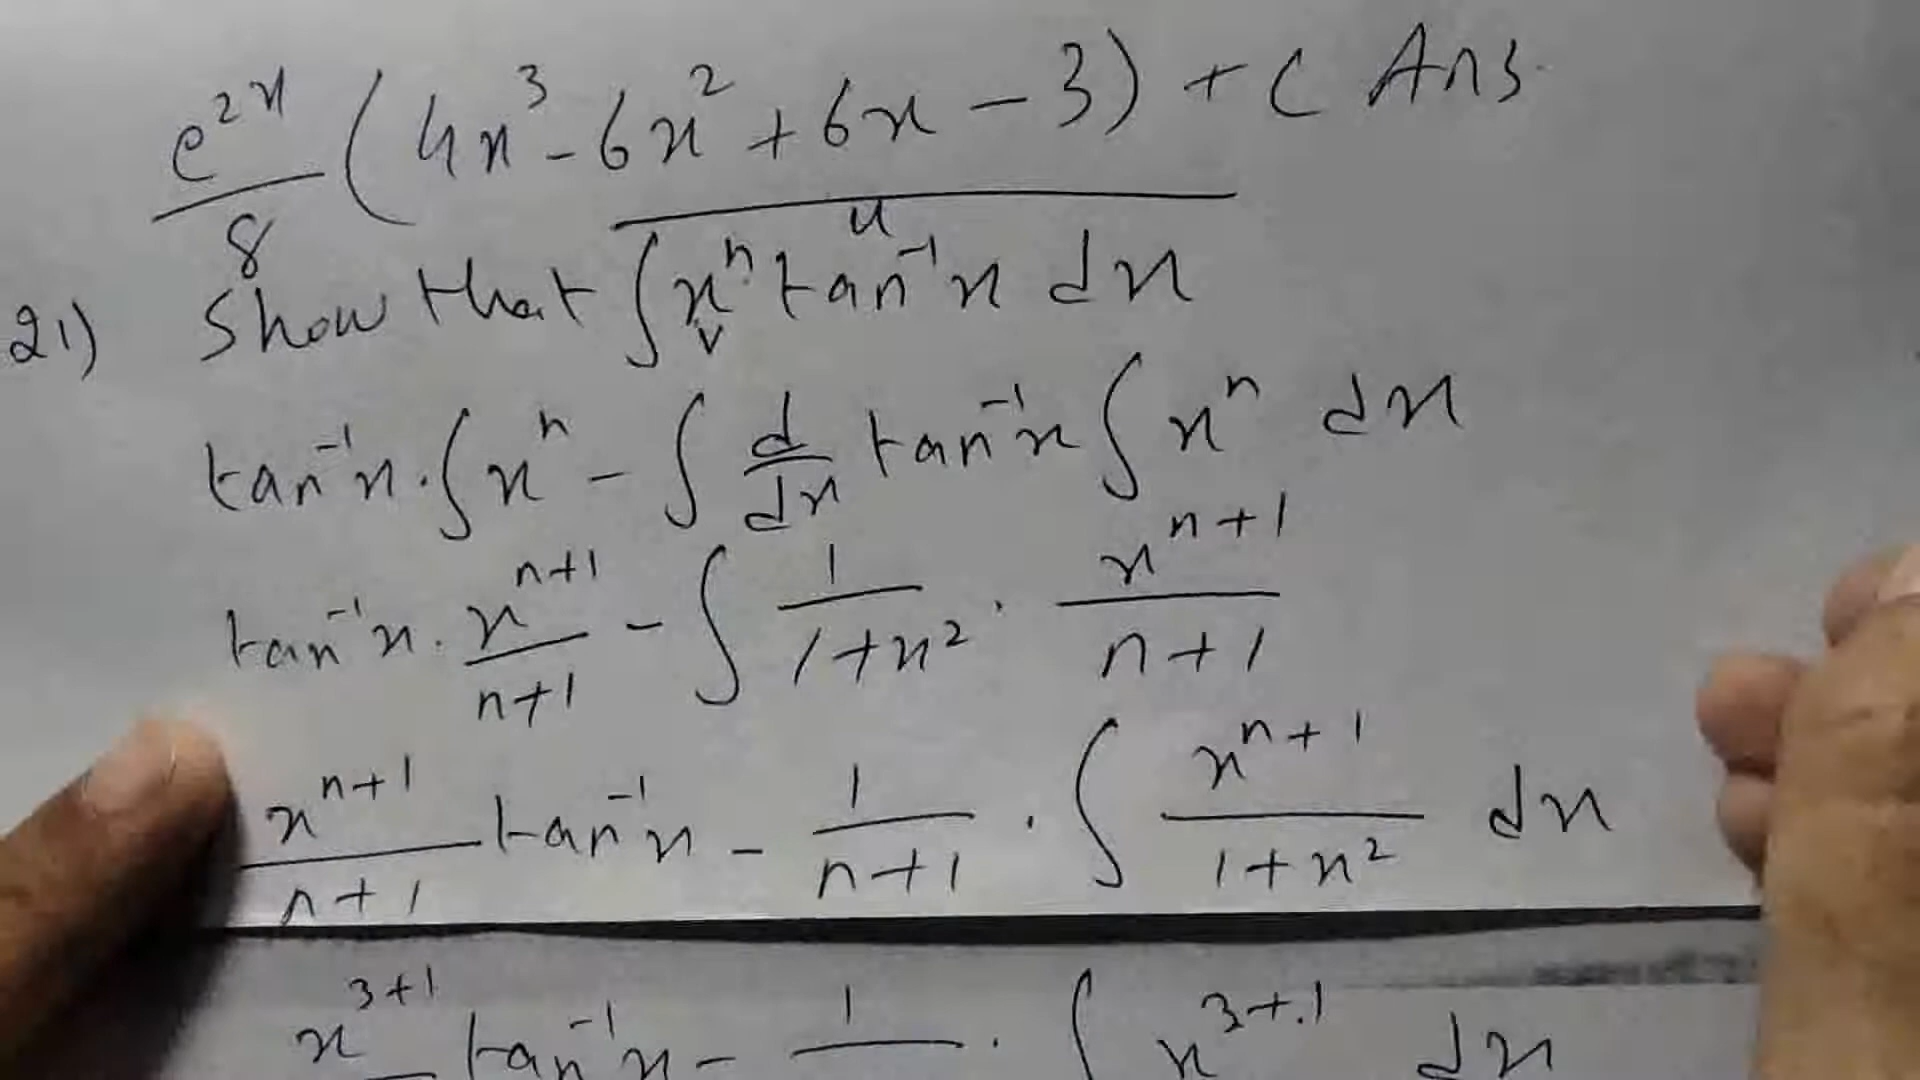 e^{2x}/8 (4x^3 - 6x^2 + 6x - 3) + C Ans.
21) Show that ∫ x^n tan^{-1}x dx
u
v
tan^{-1}x . ∫ x^n - ∫ d/dx tan^{-1}x ∫ x^n dx
tan^{-1}x . x^{n+1}/n+1 - ∫ 1/1+x^2 . x^{n+1}/n+1
x^{n+1}/n+1 tan^{-1}x - 1/n+1 . ∫ x^{n+1}/1+x^2 dx
x^{3+1} tan^{-1}x - 1 . ∫ x^{3+1} dx